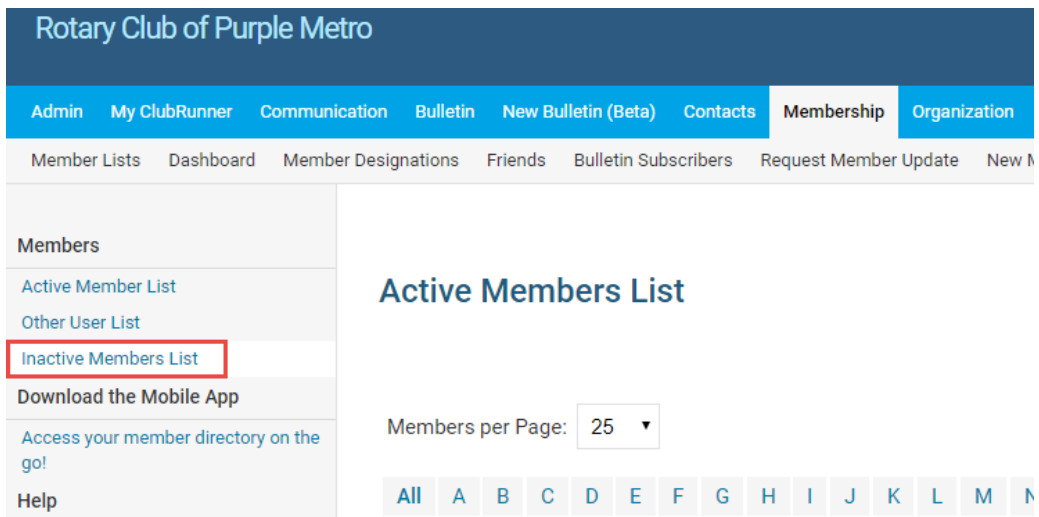 Rotary Club of Purple Metro
Admin My ClubRunner Communication Bulletin New Bulletin (Beta) Contacts Membership Organization
Member Lists Dashboard Member Designations Friends Bulletin Subscribers Request Member Update New
Members
Active Member List
Other User List
Inactive Members List
Download the Mobile App
Access your member directory on the
go!
Help
Active Members List
Members per Page: 25
All A B C D E F G H I J K L M N